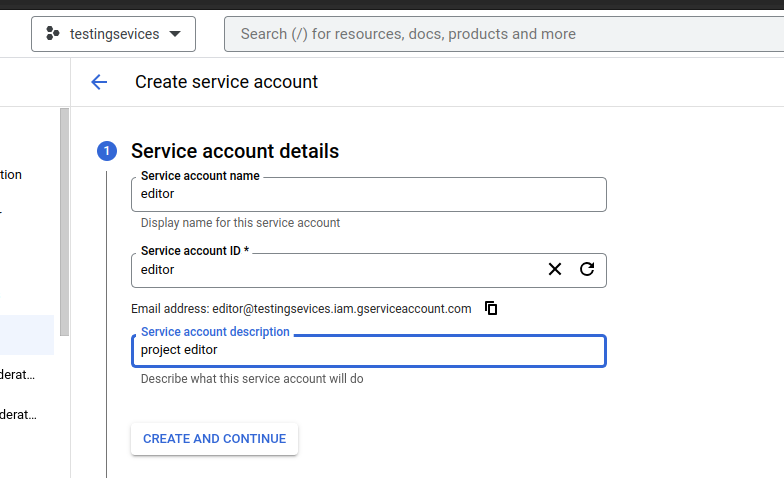 testingsevices
Search (/) for resources, docs, products and more
Create service account
tion
1
Service account details
Service account name
editor
Display name for this service account
Service account ID *
editor
Email address: editor@testingsevices.iam.gserviceaccount.com
Service account description
project editor
Describe what this service account will do
derat...
derat...
CREATE AND CONTINUE